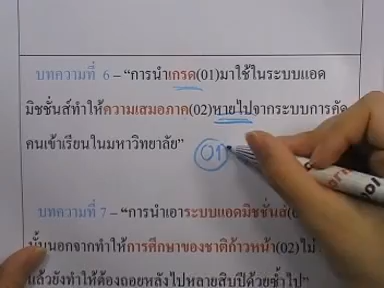 บทความที่ 6 – “การนำเกรด(01)มาใช้ในระบบแอด
มิชชั่นส์ทำให้ความเสมอภาค(02)หายไปจากระบบการคัด
คนเข้าเรียนในมหาวิทยาลัย”
01
บทความที่ 7 – “การนำเอาระบบแอดมิชชั่นส์(
นั้นนอกจากทำให้การศึกษาของชาติก้าวหน้า(02)ไม่
แล้วยังทำให้ต้องถอยหลังไปหลายสิบปีด้วยซ้ำไป”